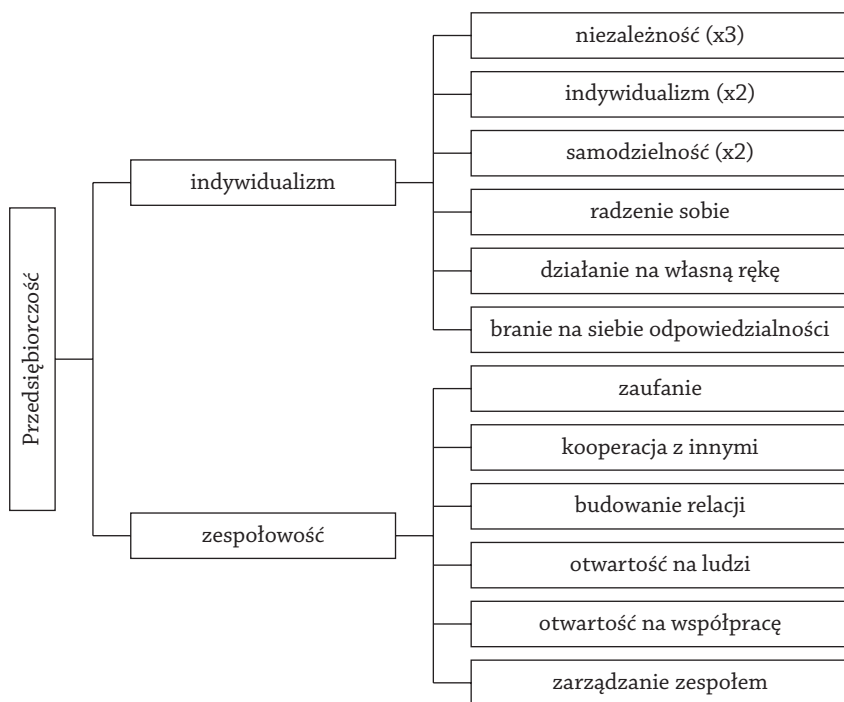 Przedsiębiorczość
indywidualizm
niezależność (x3)
indywidualizm (x2)
samodzielność (x2)
radzenie sobie
działanie na własną rękę
branie na siebie odpowiedzialności
zespołowość
zaufanie
kooperacja z innymi
budowanie relacji
otwartość na ludzi
otwartość na współpracę
zarządzanie zespołem